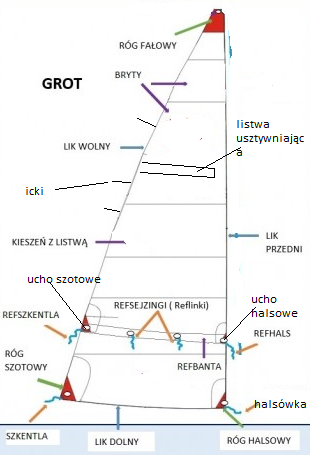 RÓG FAŁOWY
GROT
BRYTY
listwa
usztywniając
a
LIK WOLNY
icki
KIESZEŃ Z LISTWĄ
LIK
PRZEDNI
ucho szotowe
REFSEJZINGI ( Reflinki)
ucho
halsowe
REFSZKENTLA
REFHALS
RÓG
SZOTOWY
REFBANTA
halsówka
SZKENTLA
LIK DOLNY
RÓG HALSOWY